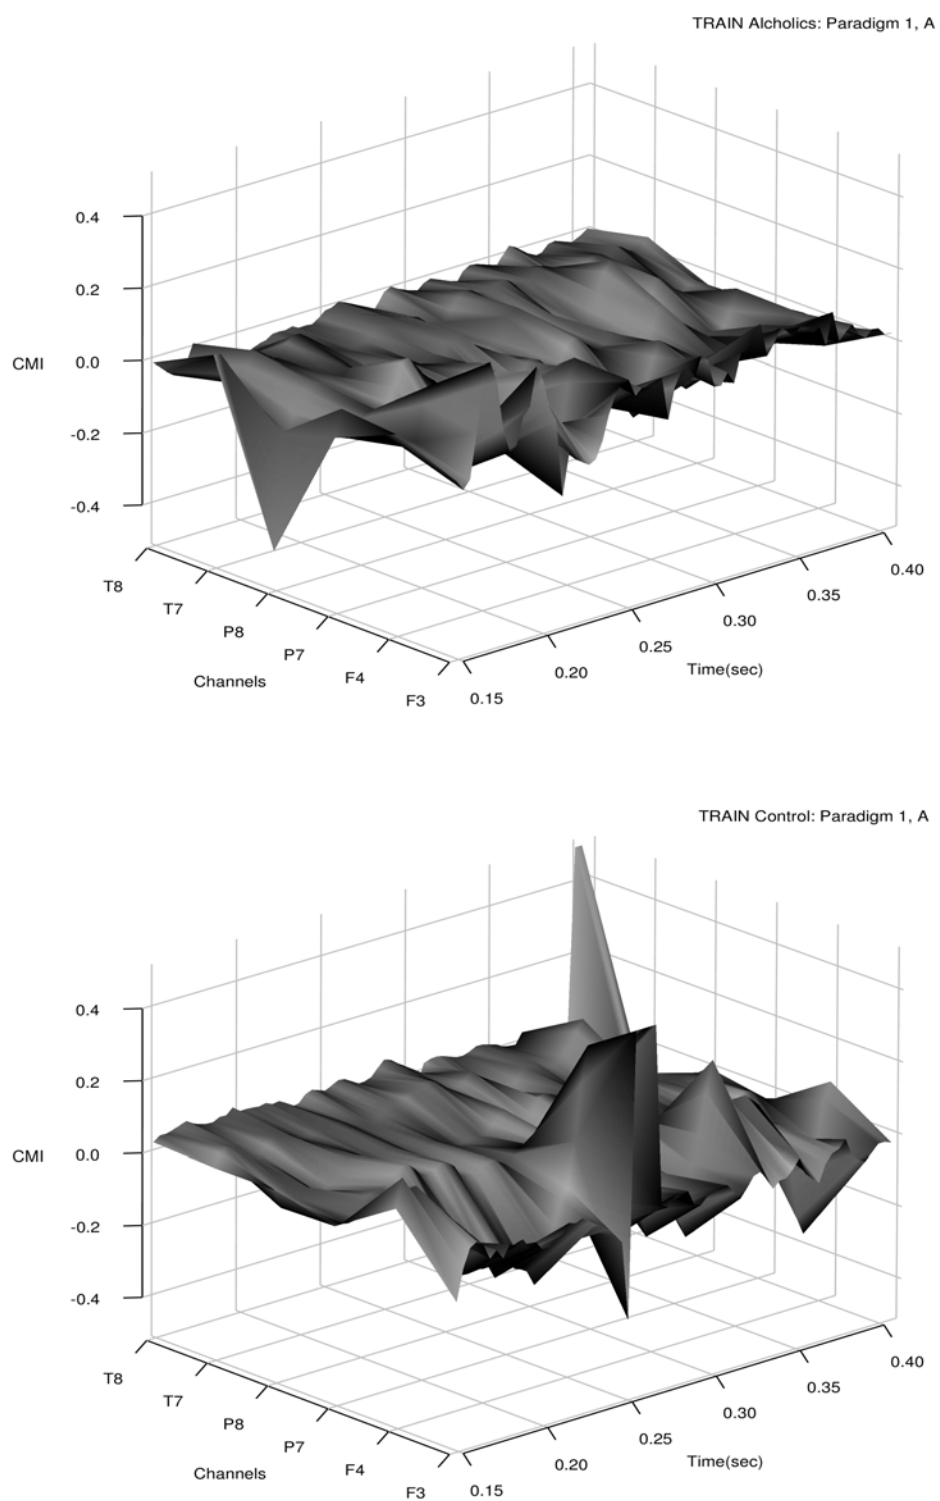 TRAIN Alcholics: Paradigm 1, A
0.4
0.2
0.0
CMI
-0.2
-0.4
T8
T7
P8
P7
F4
F3
Channels
0.15
0.20
0.25
0.30
0.35
0.40
Time(sec)
TRAIN Control: Paradigm 1, A
0.4
0.2
0.0
CMI
-0.2
-0.4
T8
T7
P8
P7
F4
F3
Channels
0.15
0.20
0.25
0.30
0.35
0.40
Time(sec)